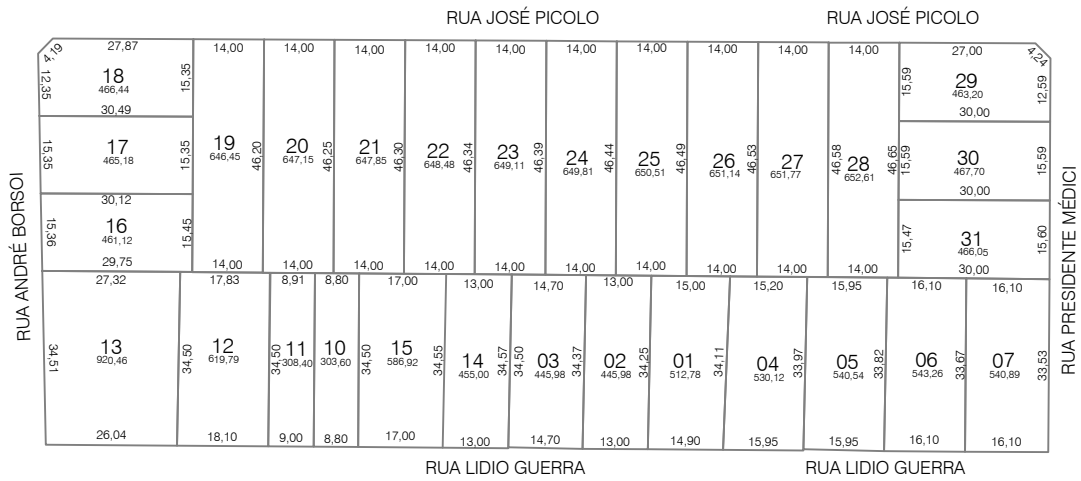 RUA JOSÉ PICOLO RUA JOSÉ PICOLO
4,19 27,87 14,00 14,00 14,00 14,00 14,00 14,00 14,00 14,00 14,00 14,00 27,00 4,24
12,35 18 466,44 15,35 15,59 29 463,20 12,59
30,49 30,00
15,35 17 465,18 15,35 19 646,45 46,20 20 647,15 46,25 21 647,85 46,30 22 648,48 46,34 23 649,11 46,39 24 649,81 46,44 25 650,51 46,49 26 651,14 46,53 27 651,77 46,58 28 652,61 46,65 15,59 30 467,70 15,59
30,12 30,00
15,36 16 461,12 15,45 15,47 31 466,05 15,60
29,75 14,00 14,00 14,00 14,00 14,00 14,00 14,00 14,00 14,00 14,00 30,00
RUA ANDRÉ BORSOI
RUA PRESIDENTE MÉDICI
27,32 17,83 8,91 8,80 17,00 13,00 14,70 13,00 15,00 15,20 15,95 16,10 16,10
34,51 13 920,46 34,50 12 619,79 34,50 11 308,40 10 303,60 34,50 15 586,92 34,55 14 455,00 34,57 34,50 03 445,98 34,37 02 445,98 34,25 01 512,78 34,11 04 530,12 33,97 05 540,54 33,82 06 543,26 33,67 07 540,89 33,53
26,04 18,10 9,00 8,80 17,00 13,00 14,70 13,00 14,90 15,95 15,95 16,10 16,10
RUA LIDIO GUERRA RUA LIDIO GUERRA